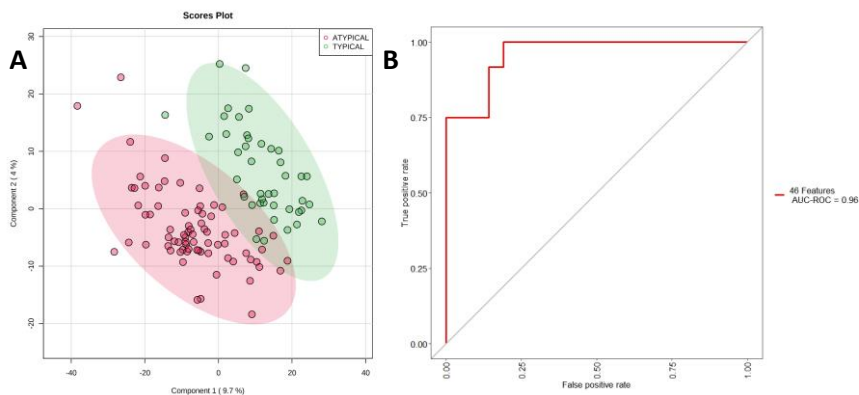 A
Scores Plot
ATYPICAL
TYPICAL
30
20
10
0
-10
-20
Component 2 ( 4 %)
-40
-20
0
20
40
Component 1 ( 9.7 %)
B
1.00
0.75
0.50
0.25
0.00
True positive rate
0.00
0.25
0.50
0.75
1.00
False positive rate
46 Features
AUC-ROC = 0.96